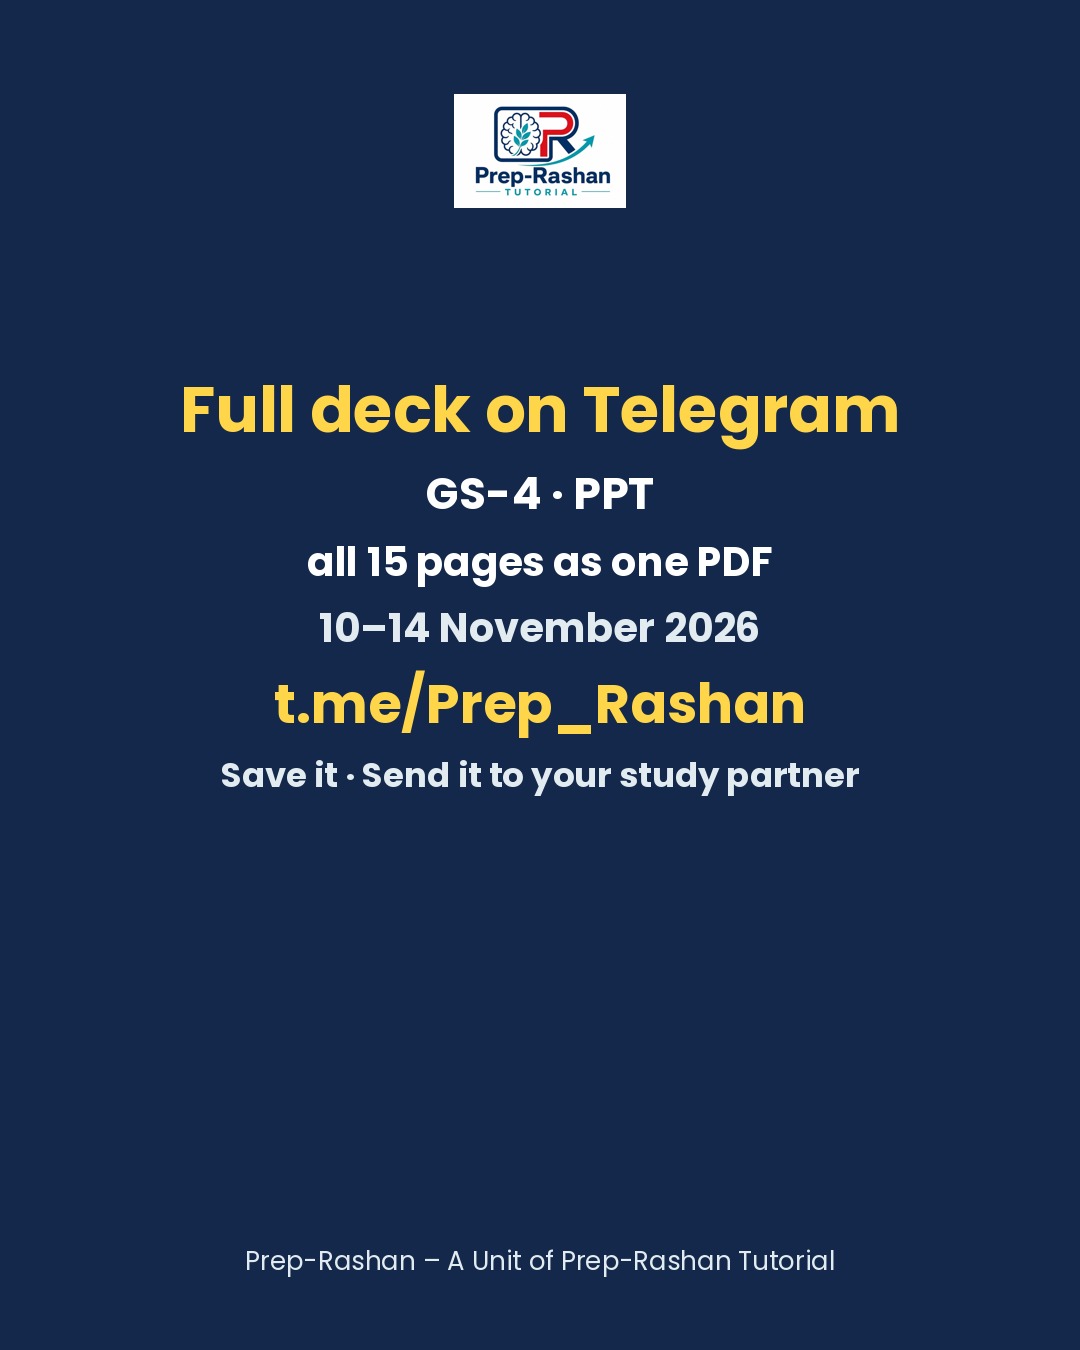 PR
Prep-Rashan
TUTORIAL
Full deck on Telegram
GS-4 · PPT
all 15 pages as one PDF
10–14 November 2026
t.me/Prep_Rashan
Save it · Send it to your study partner
Prep-Rashan – A Unit of Prep-Rashan Tutorial